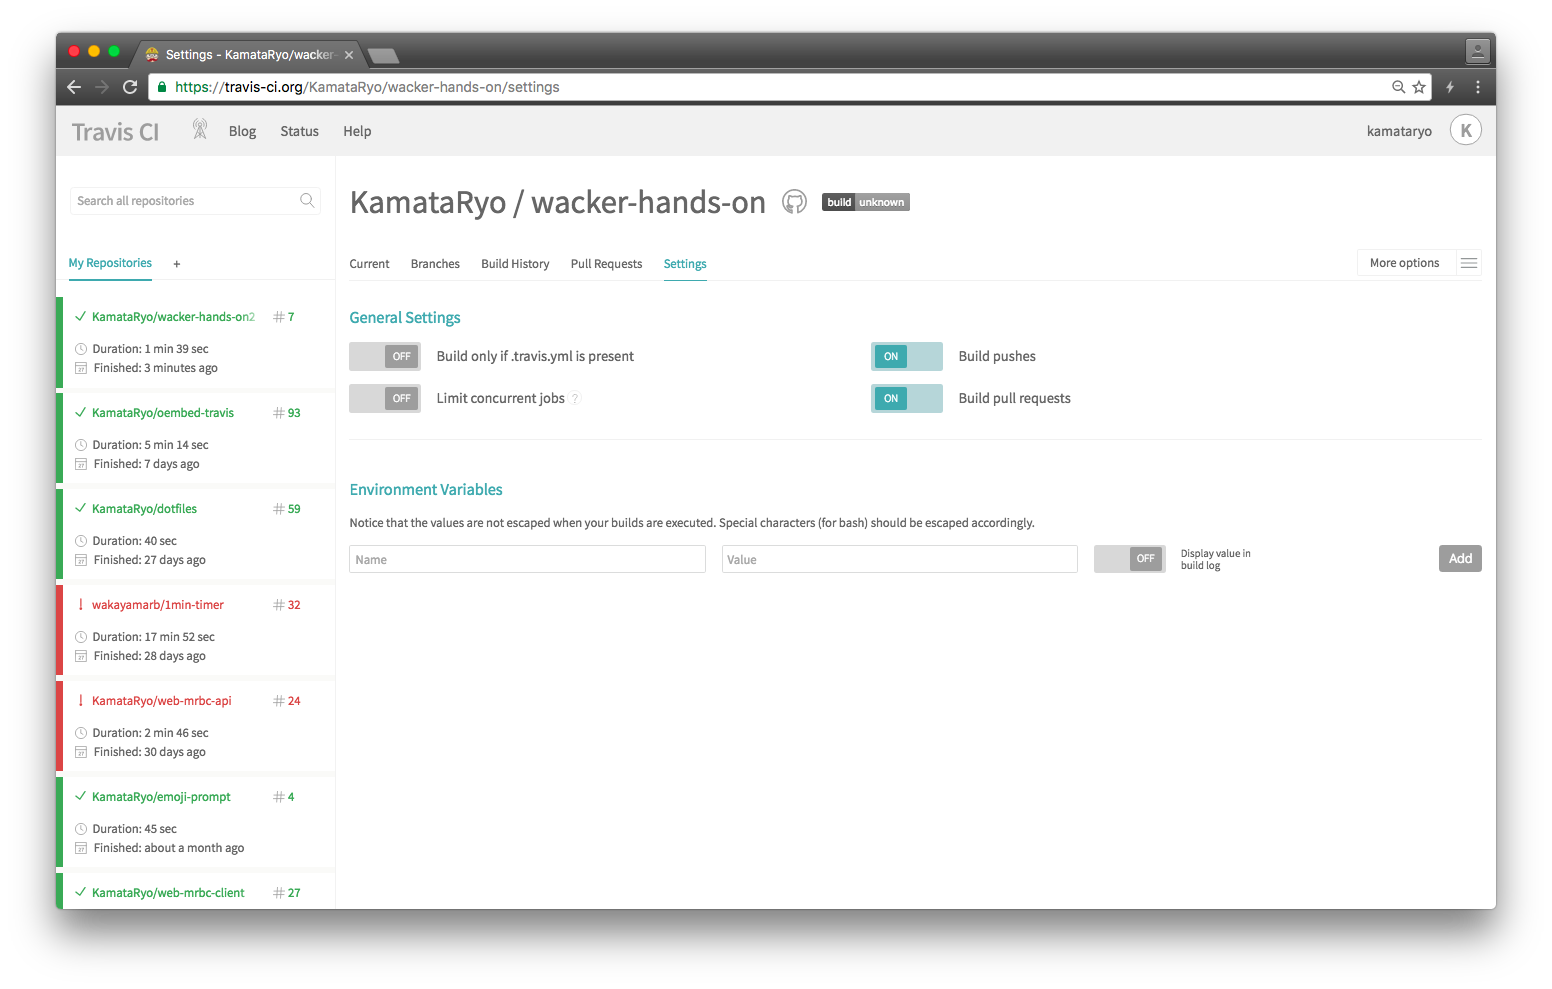 Settings - KamataRyo/wacker-
https://travis-ci.org/KamataRyo/wacker-hands-on/settings
Travis CI
Blog
Status
Help
kamataryo
K
Search all repositories
My Repositories
+
KamataRyo/wacker-hands-on2 # 7
Duration: 1 min 39 sec
Finished: 3 minutes ago
KamataRyo/oembed-travis # 93
Duration: 5 min 14 sec
Finished: 7 days ago
KamataRyo/dotfiles # 59
Duration: 40 sec
Finished: 27 days ago
! wakayamarb/1min-timer # 32
Duration: 17 min 52 sec
Finished: 28 days ago
! KamataRyo/web-mrbc-api # 24
Duration: 2 min 46 sec
Finished: 30 days ago
KamataRyo/emoji-prompt # 4
Duration: 45 sec
Finished: about a month ago
KamataRyo/web-mrbc-client # 27
KamataRyo / wacker-hands-on
build unknown
Current
Branches
Build History
Pull Requests
Settings
More options
General Settings
OFF Build only if .travis.yml is present
ON Build pushes
OFF Limit concurrent jobs ?
ON Build pull requests
Environment Variables
Notice that the values are not escaped when your builds are executed. Special characters (for bash) should be escaped accordingly.
Name
Value
OFF
Display value in
build log
Add